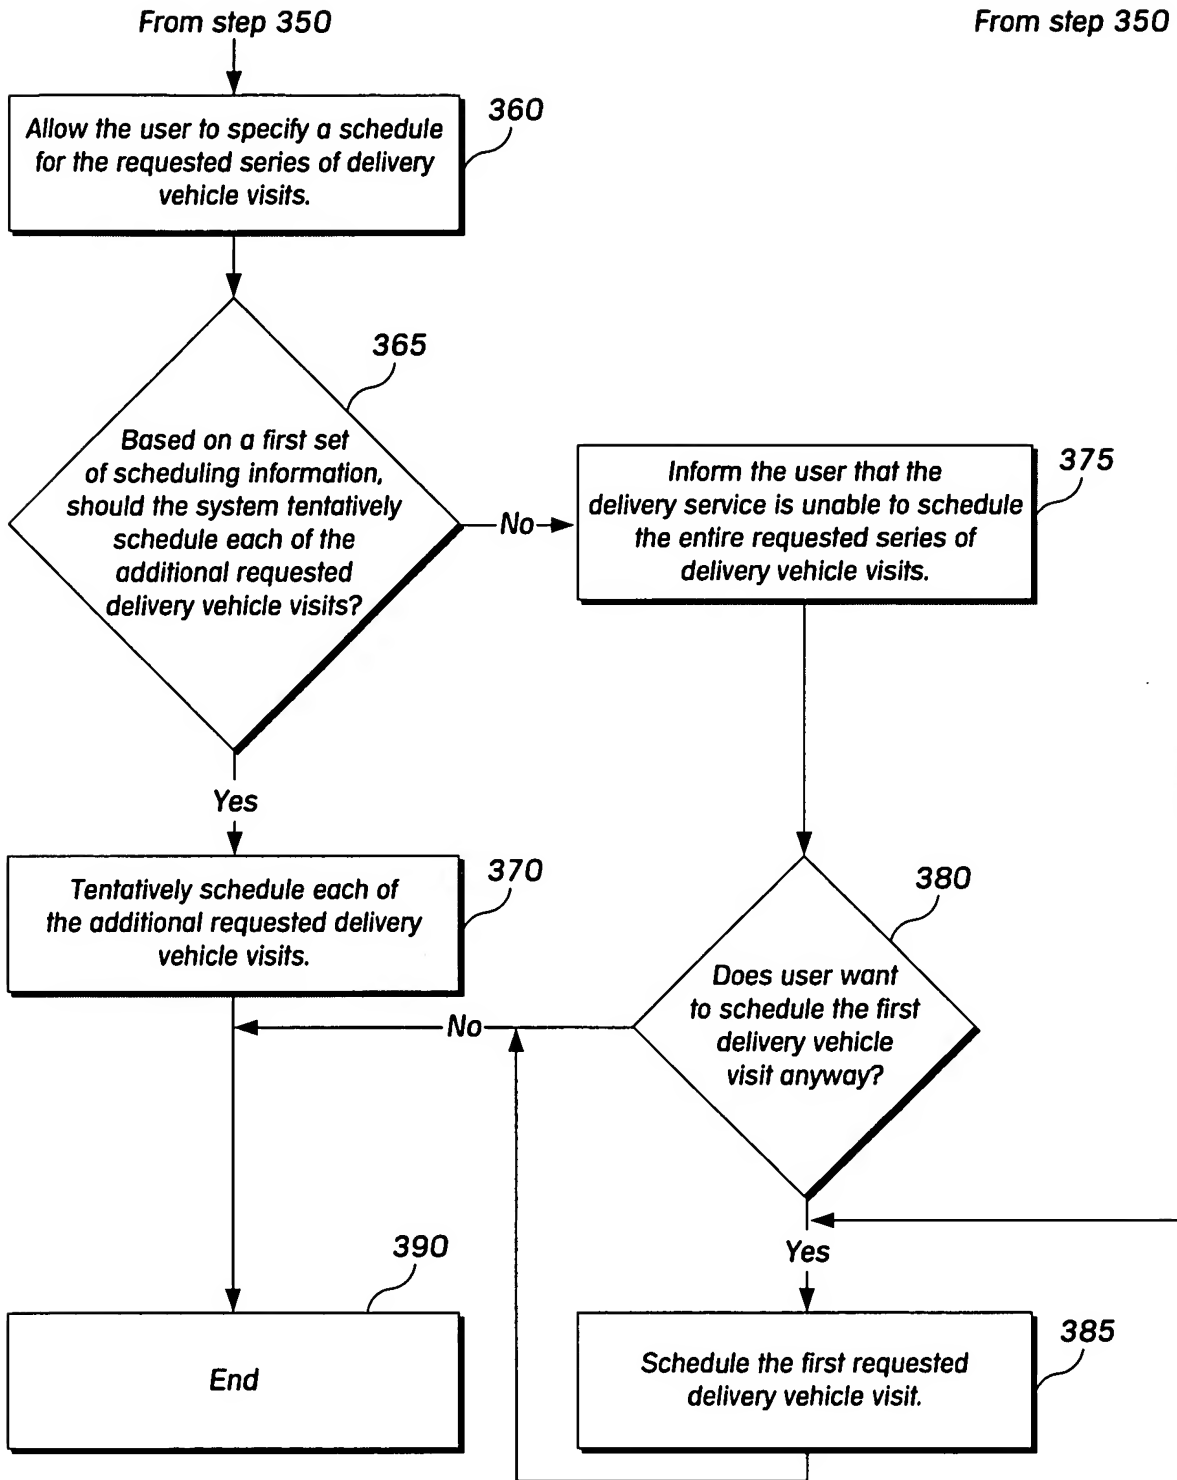 From step 350
From step 350
360
Allow the user to specify a schedule
for the requested series of delivery
vehicle visits.
365
Based on a first set
of scheduling information,
should the system tentatively
schedule each of the
additional requested
delivery vehicle visits?
No
375
Inform the user that the
delivery service is unable to schedule
the entire requested series of
delivery vehicle visits.
Yes
370
Tentatively schedule each of
the additional requested delivery
vehicle visits.
380
Does user want
to schedule the first
delivery vehicle
visit anyway?
No
Yes
390
End
385
Schedule the first requested
delivery vehicle visit.